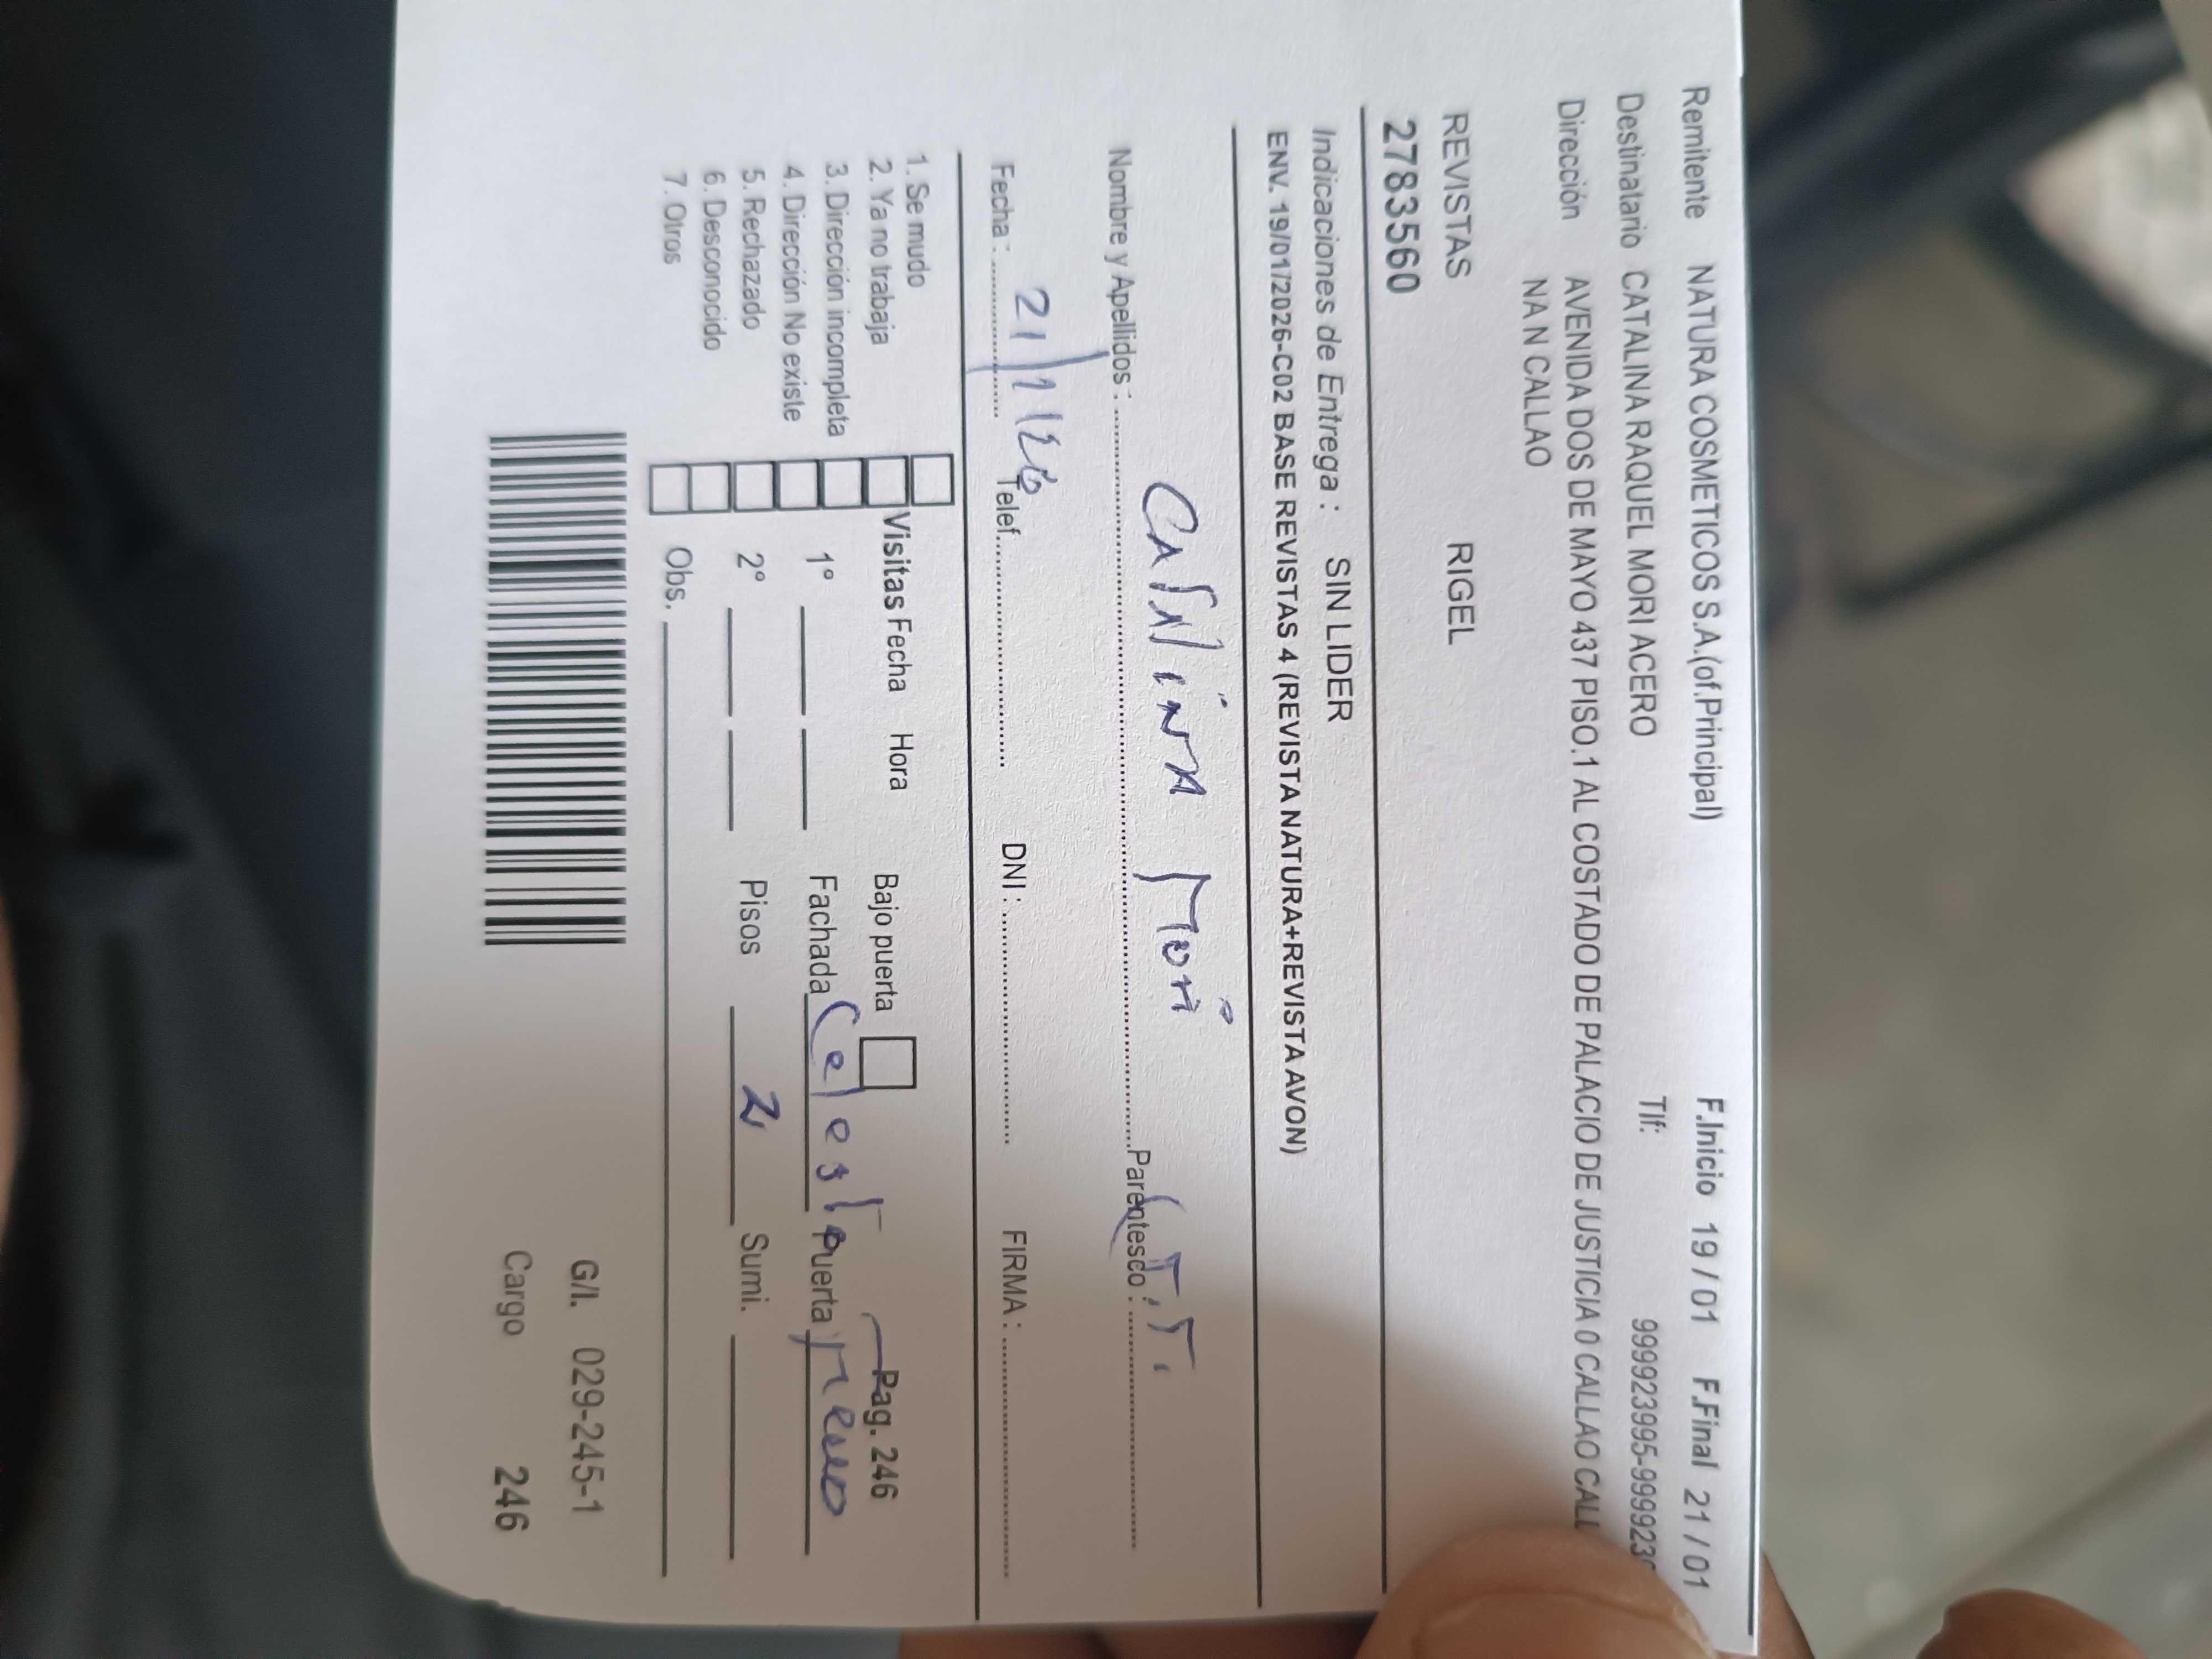 Remitente NATURA COSMETICOS S.A.(of.Principal) F.Inicio 19 / 01 F.Final 21 / 01
Destinatario CATALINA RAQUEL MORI ACERO Tlf: 999923995-9999239
Dirección AVENIDA DOS DE MAYO 437 PISO.1 AL COSTADO DE PALACIO DE JUSTICIA 0 CALLAO CALL
NA N CALLAO
REVISTAS RIGEL
2783560
Indicaciones de Entrega : SIN LIDER
ENV. 19/01/2026-C02 BASE REVISTAS 4 (REVISTA NATURA+REVISTA AVON)
Nombre y Apellidos : Catalina Mori Parentesco : T.T.
Fecha : 21/1/26 Telef. DNI : FIRMA :
1. Se mudo
2. Ya no trabaja Visitas Fecha Hora Bajo puerta Pag. 246
3. Dirección incompleta
4. Dirección No existe 1° Fachada Celeste Puerta
5. Rechazado 2° Pisos 2 Sumi.
6. Desconocido
7. Otros Obs.
G/I. 029-245-1
Cargo 246